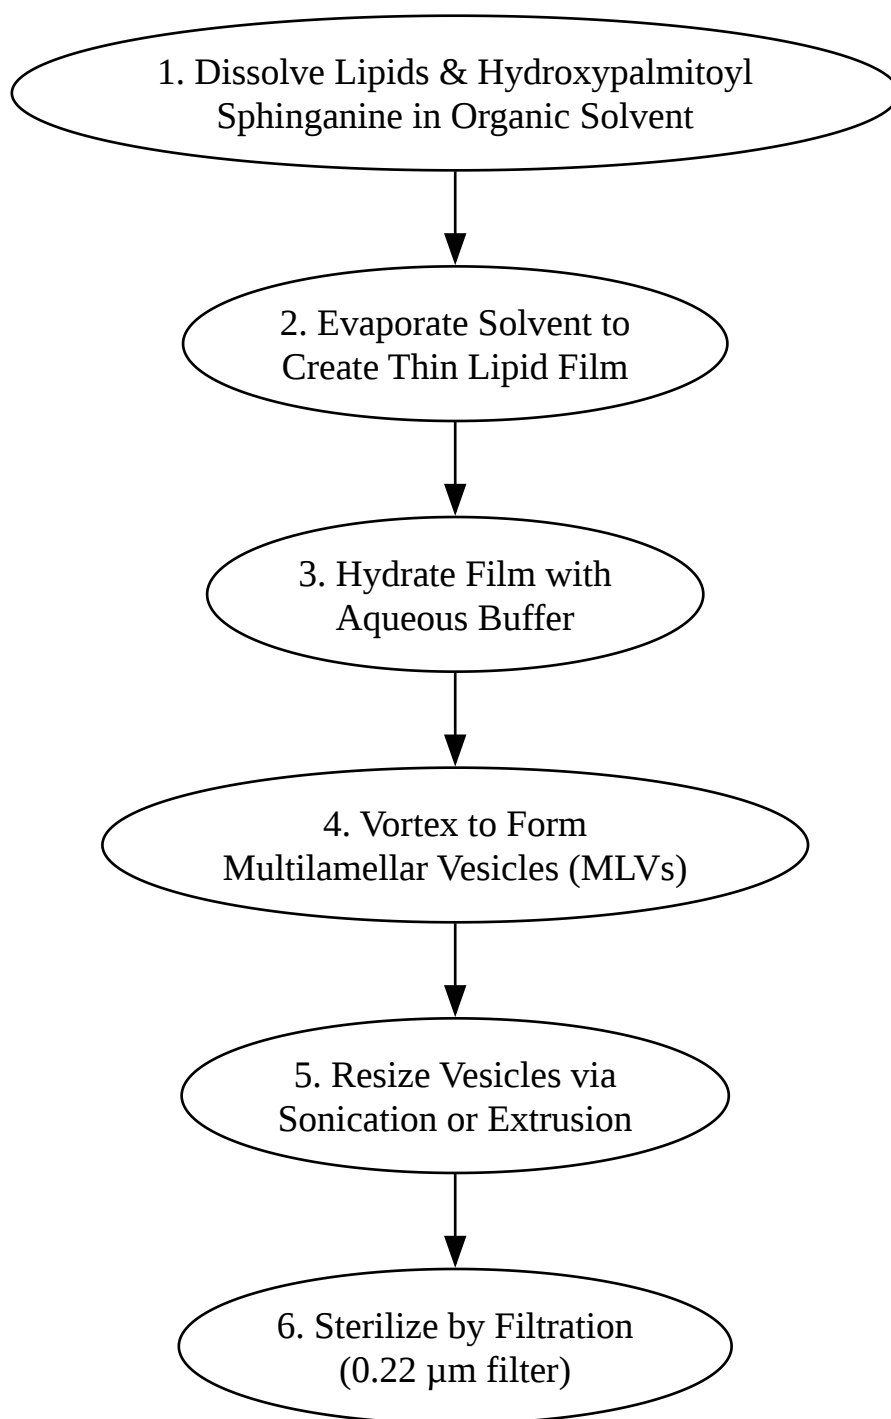 1. Dissolve Lipids & Hydroxypalmitoyl
Sphinganine in Organic Solvent
2. Evaporate Solvent to
Create Thin Lipid Film
3. Hydrate Film with
Aqueous Buffer
4. Vortex to Form
Multilamellar Vesicles (MLVs)
5. Resize Vesicles via
Sonication or Extrusion
6. Sterilize by Filtration
(0.22 µm filter)